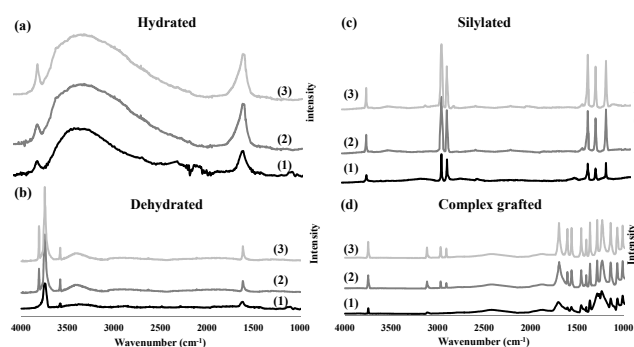 (a)
Hydrated
(3)
(2)
(1)
(b)
Dehydrated
(3)
(2)
(1)
4000 3500 3000 2500 2000 1500 1000
Wavenumber (cm-1)
(c)
Silylated
intensity
(3)
(2)
(1)
(d)
Complex grafted
Intensity
(3)
(2)
(1)
4000 3500 3000 2500 2000 1500 1000
Wavenumber (cm-1)